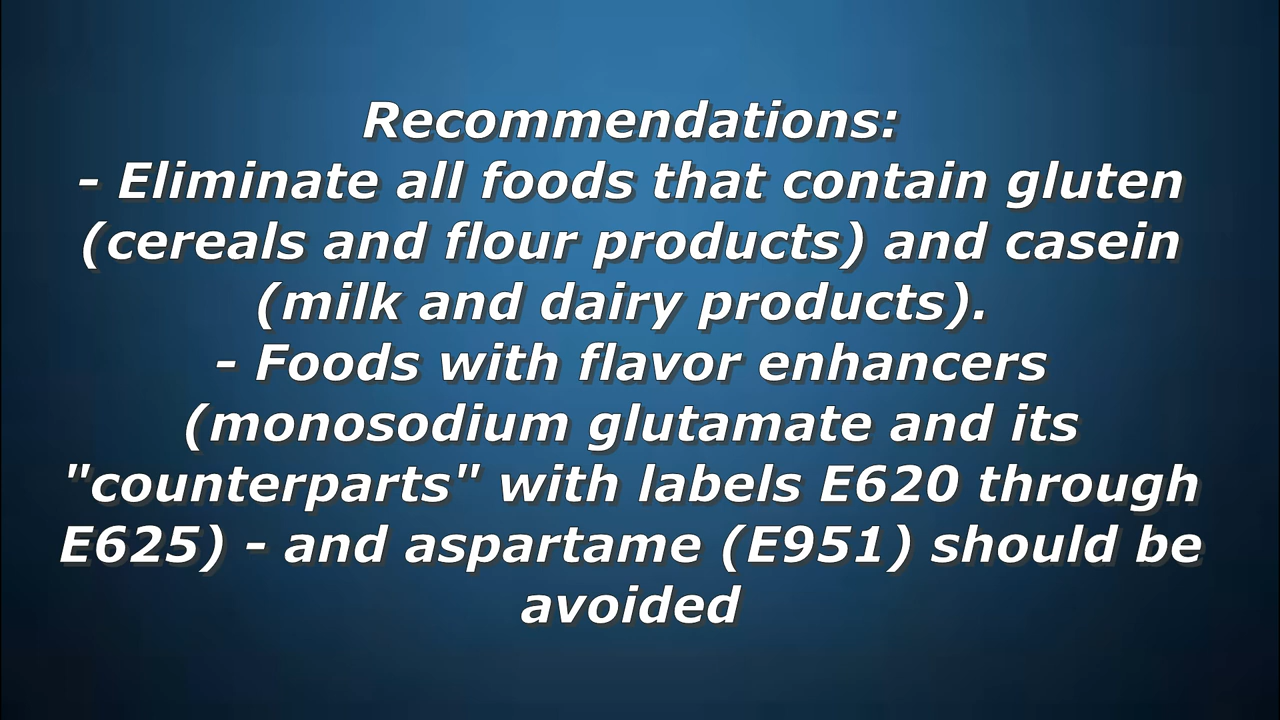 Recommendations:
- Eliminate all foods that contain gluten
(cereals and flour products) and casein
(milk and dairy products).
- Foods with flavor enhancers
(monosodium glutamate and its
"counterparts" with labels E620 through
E625) - and aspartame (E951) should be
avoided